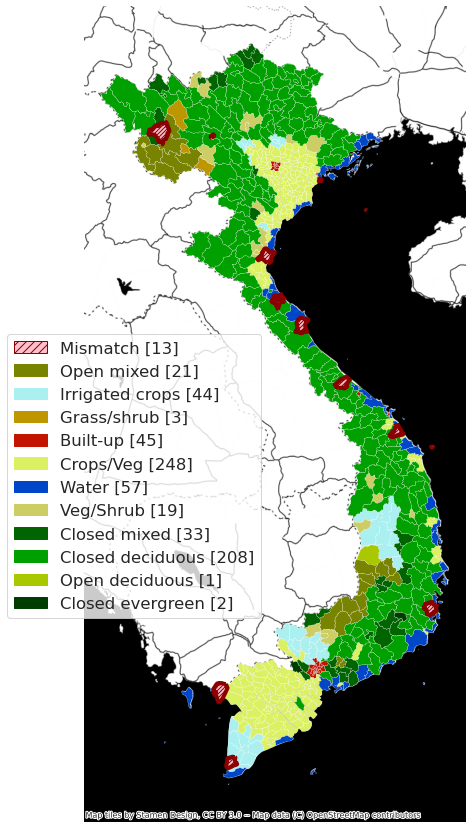 Mismatch [13]
Open mixed [21]
Irrigated crops [44]
Grass/shrub [3]
Built-up [45]
Crops/Veg [248]
Water [57]
Veg/Shrub [19]
Closed mixed [33]
Closed deciduous [208]
Open deciduous [1]
Closed evergreen [2]
Map tiles by Stamen Design, CC BY 3.0 -- Map data (C) OpenStreetMap contributors